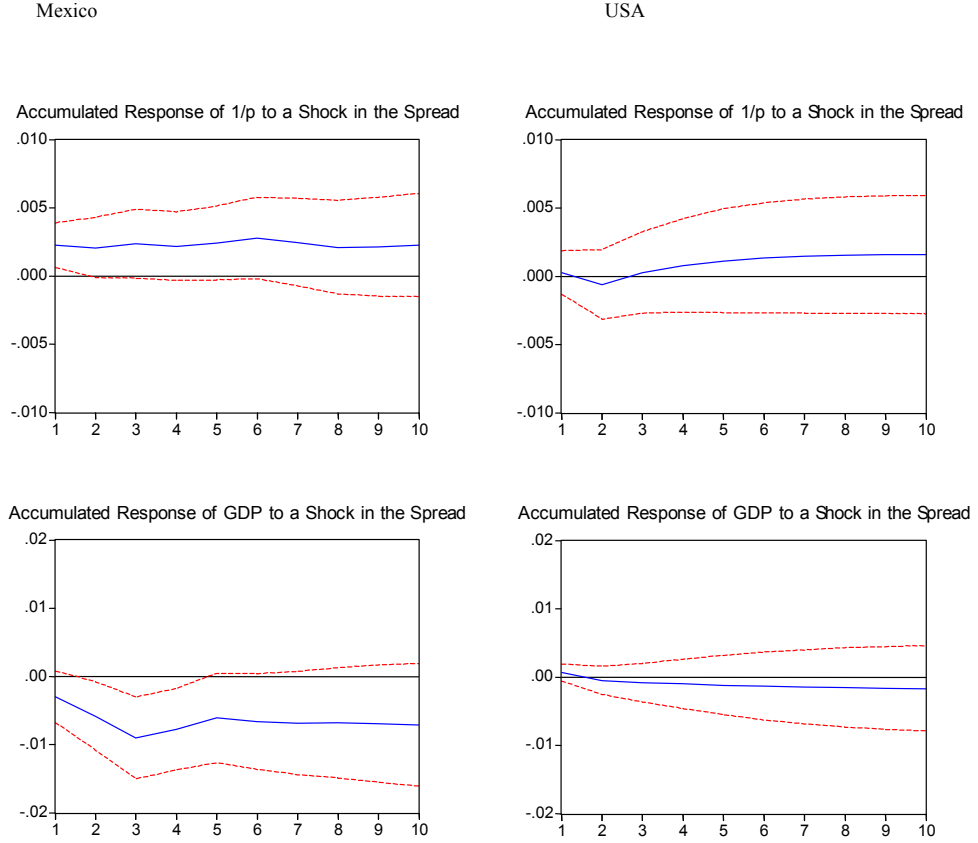 Mexico USA
Accumulated Response of 1/p to a Shock in the Spread
.010
.005
.000
-.005
-.010
1 2 3 4 5 6 7 8 9 10
Accumulated Response of 1/p to a Shock in the Spread
.010
.005
.000
-.005
-.010
1 2 3 4 5 6 7 8 9 10
Accumulated Response of GDP to a Shock in the Spread
.02
.01
.00
-.01
-.02
1 2 3 4 5 6 7 8 9 10
Accumulated Response of GDP to a Shock in the Spread
.02
.01
.00
-.01
-.02
1 2 3 4 5 6 7 8 9 10